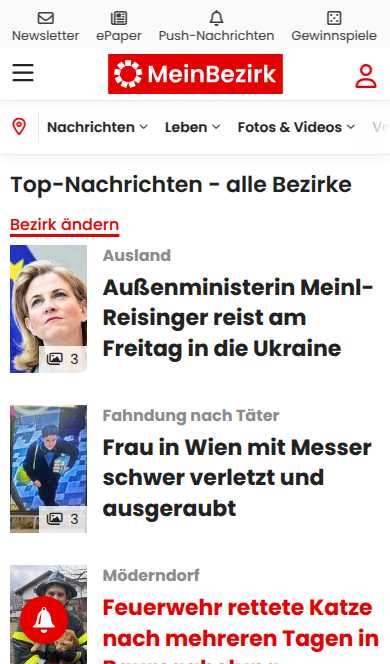 Newsletter ePaper Push-Nachrichten Gewinnspiele
MeinBezirk
Nachrichten Leben Fotos & Videos
Top-Nachrichten - alle Bezirke
Bezirk ändern
Ausland
Außenministerin Meinl-
Reisinger reist am
Freitag in die Ukraine
3
Fahndung nach Täter
Frau in Wien mit Messer
schwer verletzt und
ausgeraubt
3
Möderndorf
Feuerwehr rettete Katze
nach mehreren Tagen in